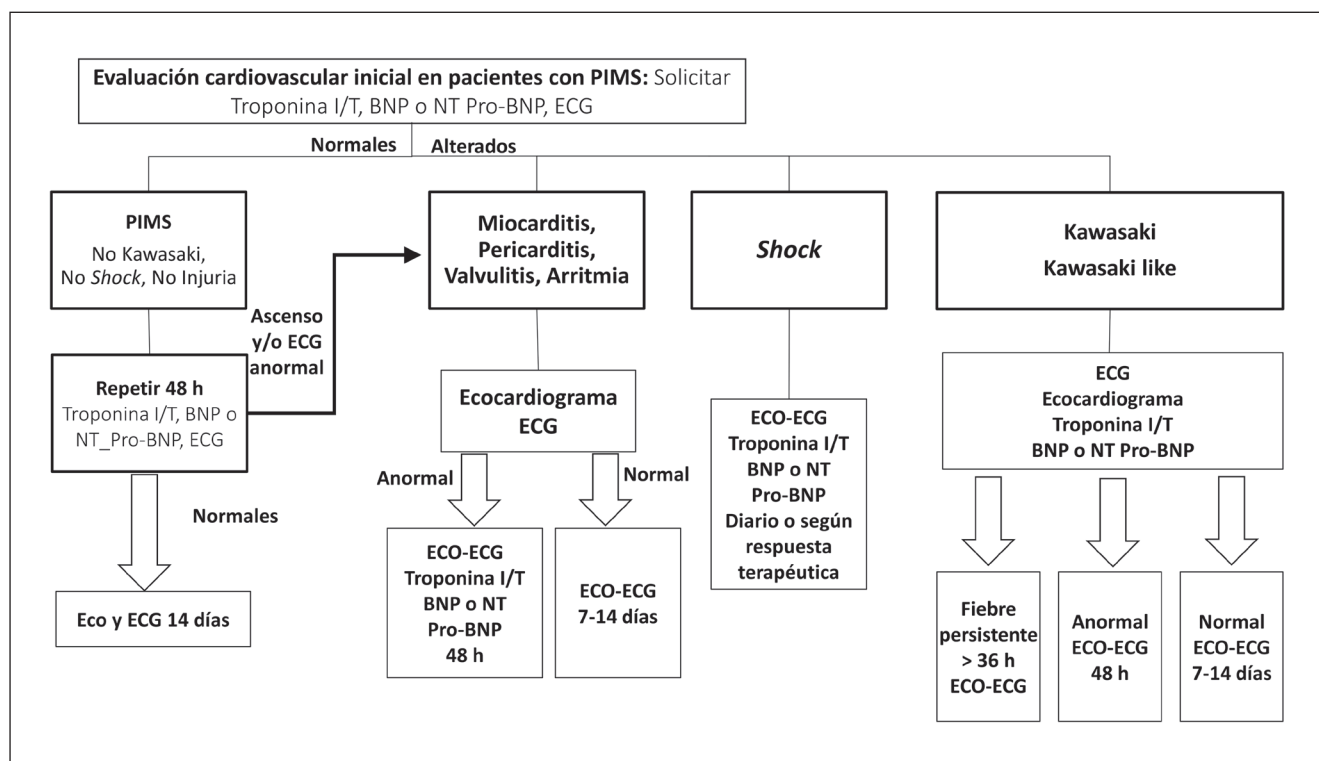 Evaluación cardiovascular inicial en pacientes con PIMS: Solicitar
Troponina I/T, BNP o NT Pro-BNP, ECG
Normales
Alterados
PIMS
No Kawasaki,
No Shock, No Injuria
Miocarditis,
Pericarditis,
Valvulitis, Arritmia
Shock
Kawasaki
Kawasaki like
Ascenso
y/o ECG
anormal
Repetir 48 h
Troponina I/T, BNP o
NT_Pro-BNP, ECG
Normales
Eco y ECG 14 días
Ecocardiograma
ECG
Anormal
Normal
ECO-ECG
Troponina I/T
BNP o NT
Pro-BNP
48 h
ECO-ECG
7-14 días
ECO-ECG
Troponina I/T
BNP o NT
Pro-BNP
Diario o según
respuesta
terapéutica
ECG
Ecocardiograma
Troponina I/T
BNP o NT Pro-BNP
Fiebre
persistente
> 36 h
ECO-ECG
Anormal
ECO-ECG
48 h
Normal
ECO-ECG
7-14 días